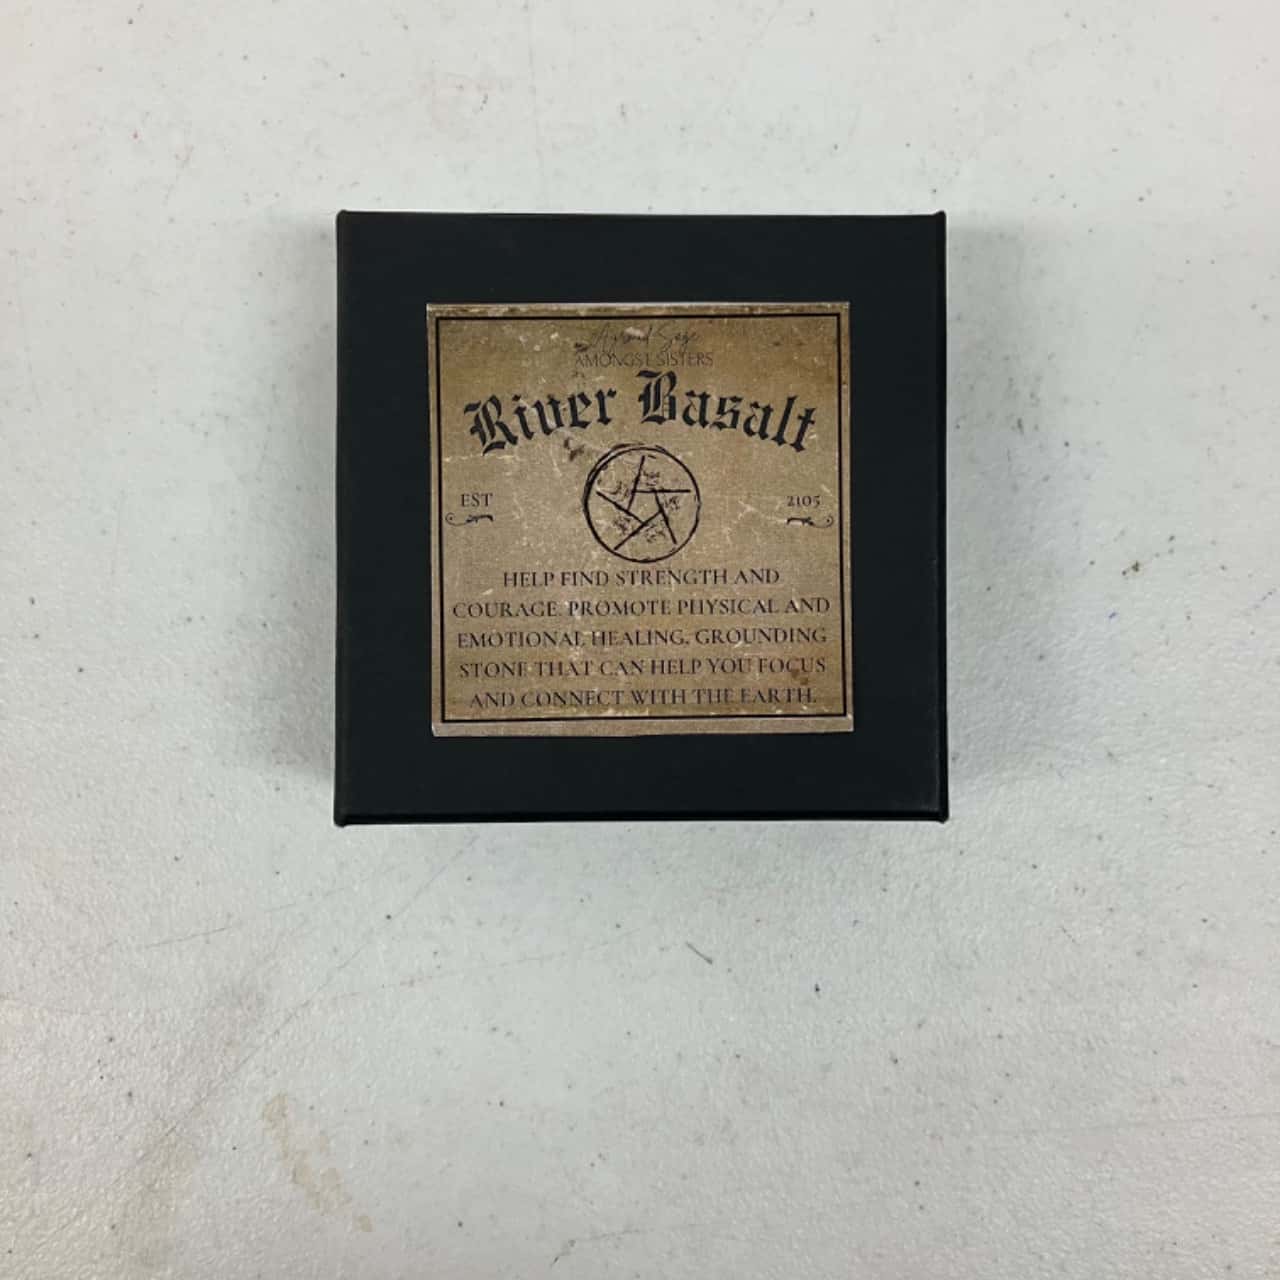 AMONGST SISTERS
River Basalt
EST 2105
HELP FIND STRENGTH AND
COURAGE. PROMOTE PHYSICAL AND
EMOTIONAL HEALING. GROUNDING
STONE THAT CAN HELP YOU FOCUS
AND CONNECT WITH THE EARTH.